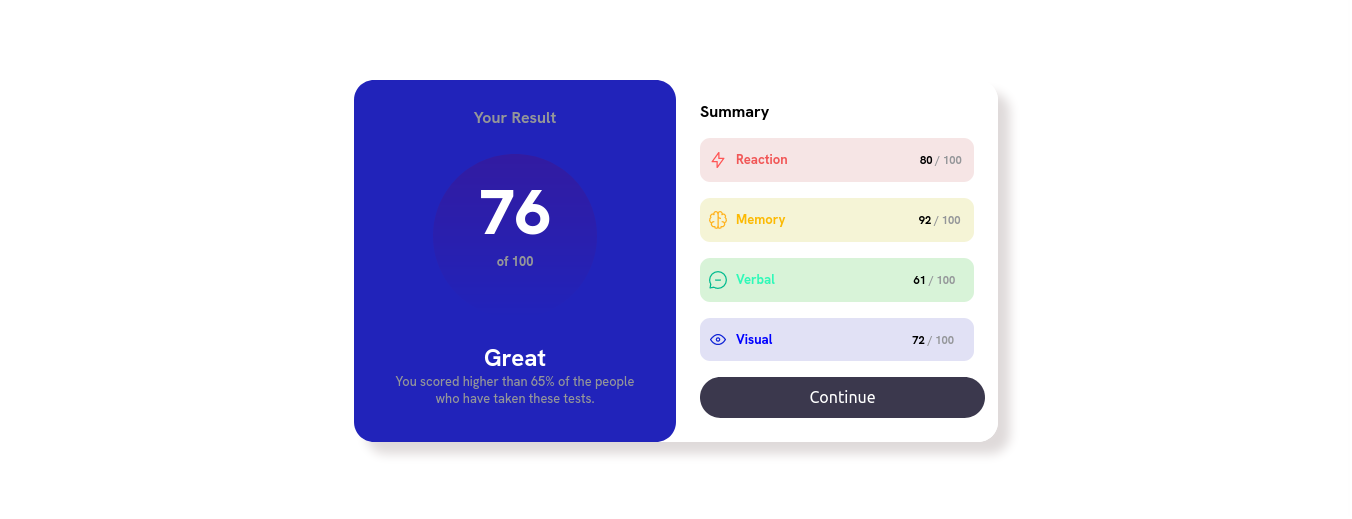 Your Result
76
of 100
Great
You scored higher than 65% of the people
who have taken these tests.
Summary
Reaction 80 / 100
Memory 92 / 100
Verbal 61 / 100
Visual 72 / 100
Continue